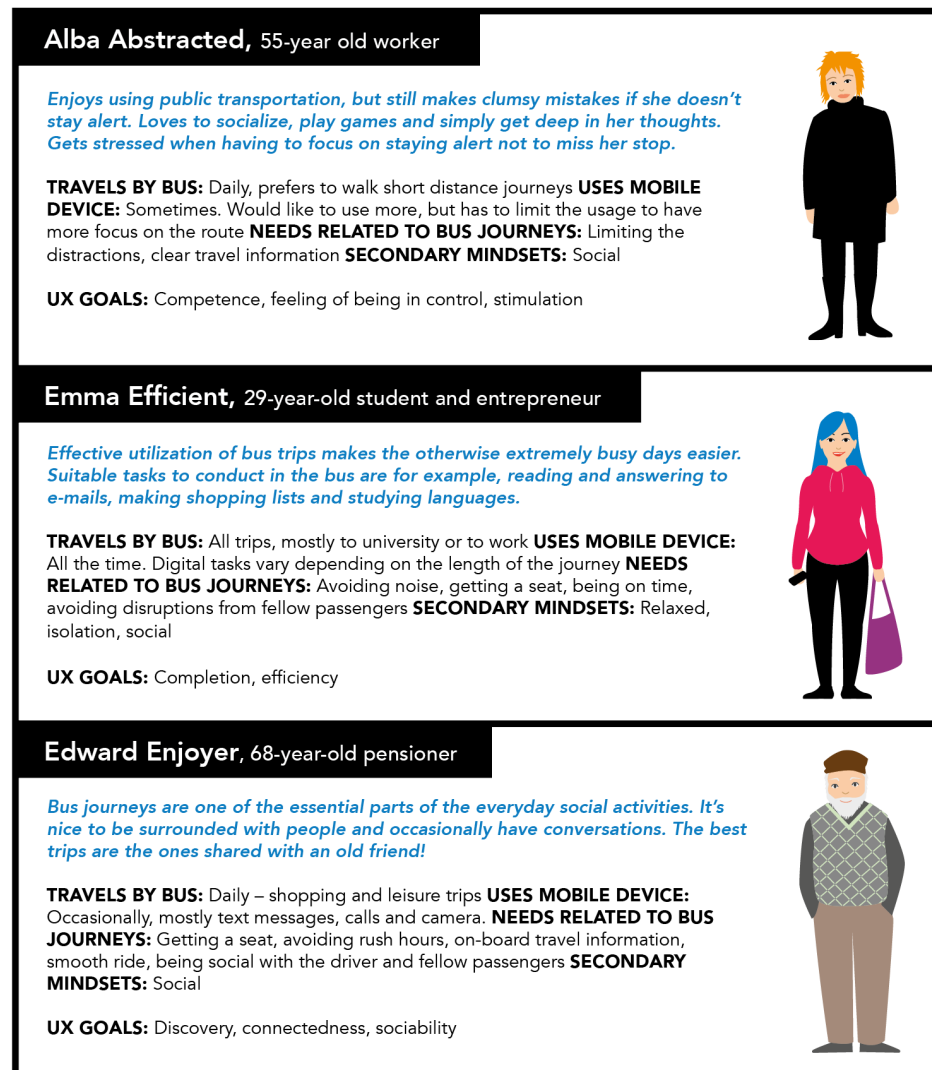 Alba Abstracted, 55-year old worker
Enjoys using public transportation, but still makes clumsy mistakes if she doesn’t
stay alert. Loves to socialize, play games and simply get deep in her thoughts.
Gets stressed when having to focus on staying alert not to miss her stop.
TRAVELS BY BUS: Daily, prefers to walk short distance journeys USES MOBILE
DEVICE: Sometimes. Would like to use more, but has to limit the usage to have
more focus on the route NEEDS RELATED TO BUS JOURNEYS: Limiting the
distractions, clear travel information SECONDARY MINDSETS: Social
UX GOALS: Competence, feeling of being in control, stimulation
Emma Efficient, 29-year-old student and entrepreneur
Effective utilization of bus trips makes the otherwise extremely busy days easier.
Suitable tasks to conduct in the bus are for example, reading and answering to
e-mails, making shopping lists and studying languages.
TRAVELS BY BUS: All trips, mostly to university or to work USES MOBILE DEVICE:
All the time. Digital tasks vary depending on the length of the journey NEEDS
RELATED TO BUS JOURNEYS: Avoiding noise, getting a seat, being on time,
avoiding disruptions from fellow passengers SECONDARY MINDSETS: Relaxed,
isolation, social
UX GOALS: Completion, efficiency
Edward Enjoyer, 68-year-old pensioner
Bus journeys are one of the essential parts of the everyday social activities. It’s
nice to be surrounded with people and occasionally have conversations. The best
trips are the ones shared with an old friend!
TRAVELS BY BUS: Daily – shopping and leisure trips USES MOBILE DEVICE:
Occasionally, mostly text messages, calls and camera. NEEDS RELATED TO BUS
JOURNEYS: Getting a seat, avoiding rush hours, on-board travel information,
smooth ride, being social with the driver and fellow passengers SECONDARY
MINDSETS: Social
UX GOALS: Discovery, connectedness, sociability